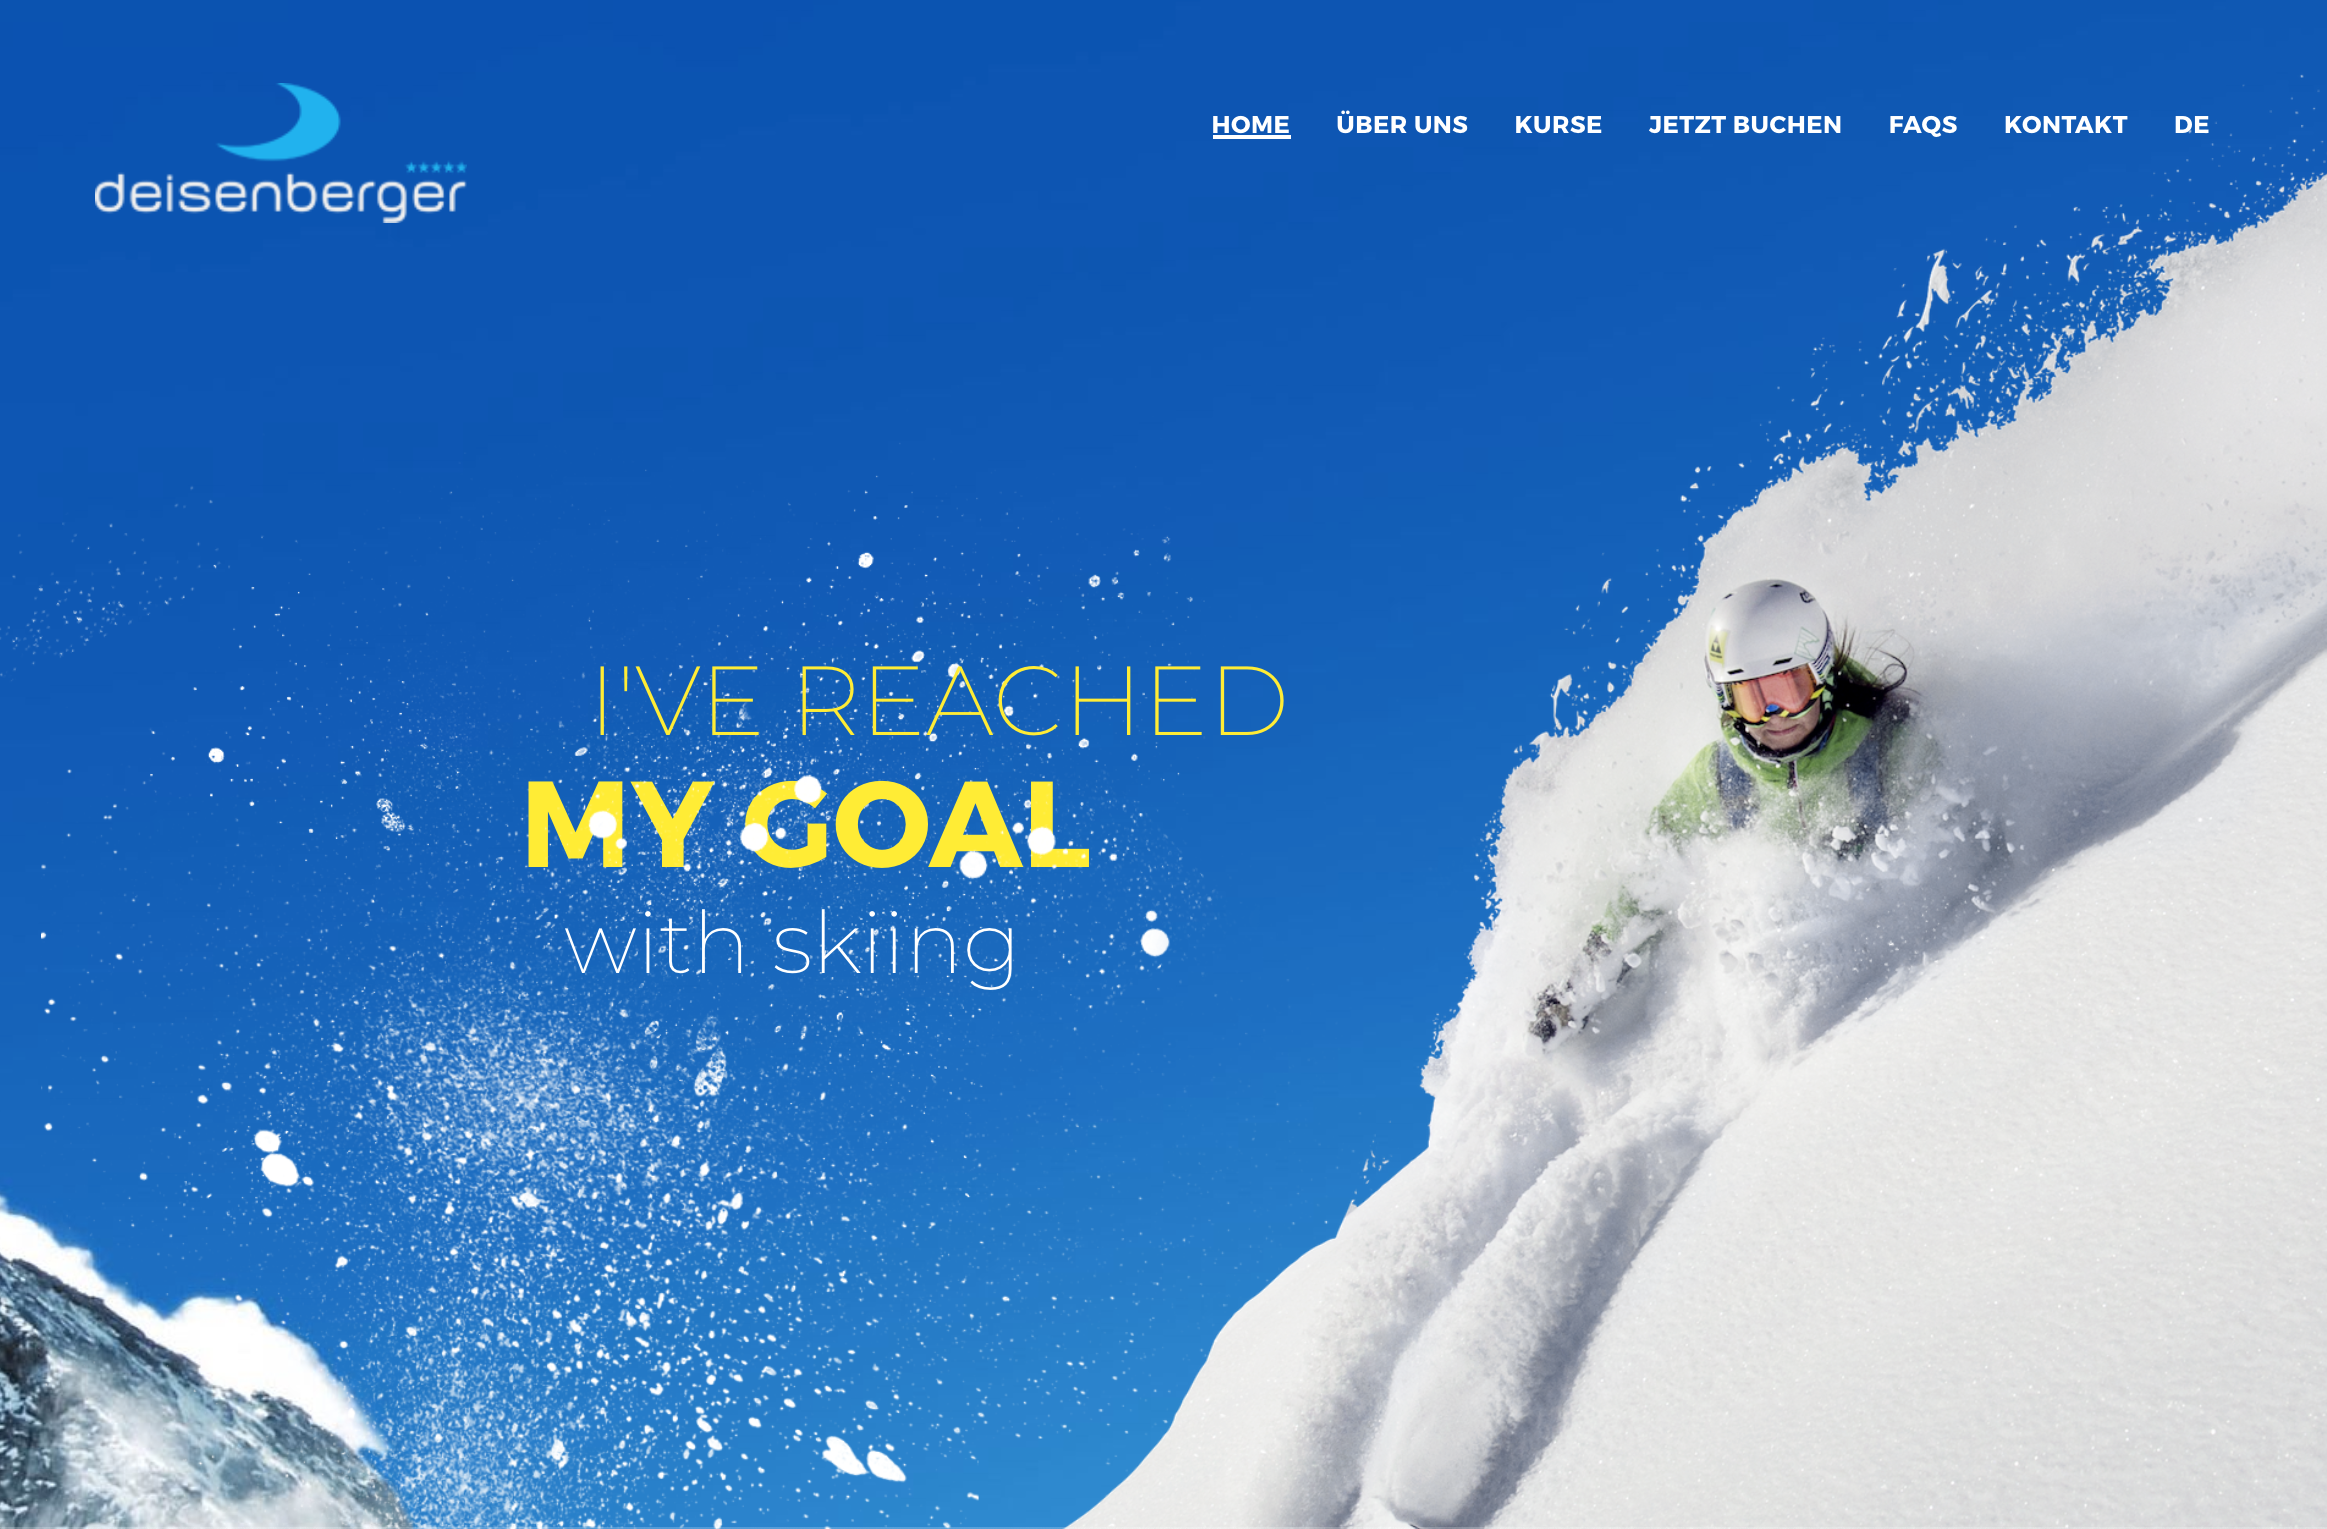 deisenberger
HOME ÜBER UNS KURSE JETZT BUCHEN FAQS KONTAKT DE
I'VE REACHED
MY GOAL
with skiing